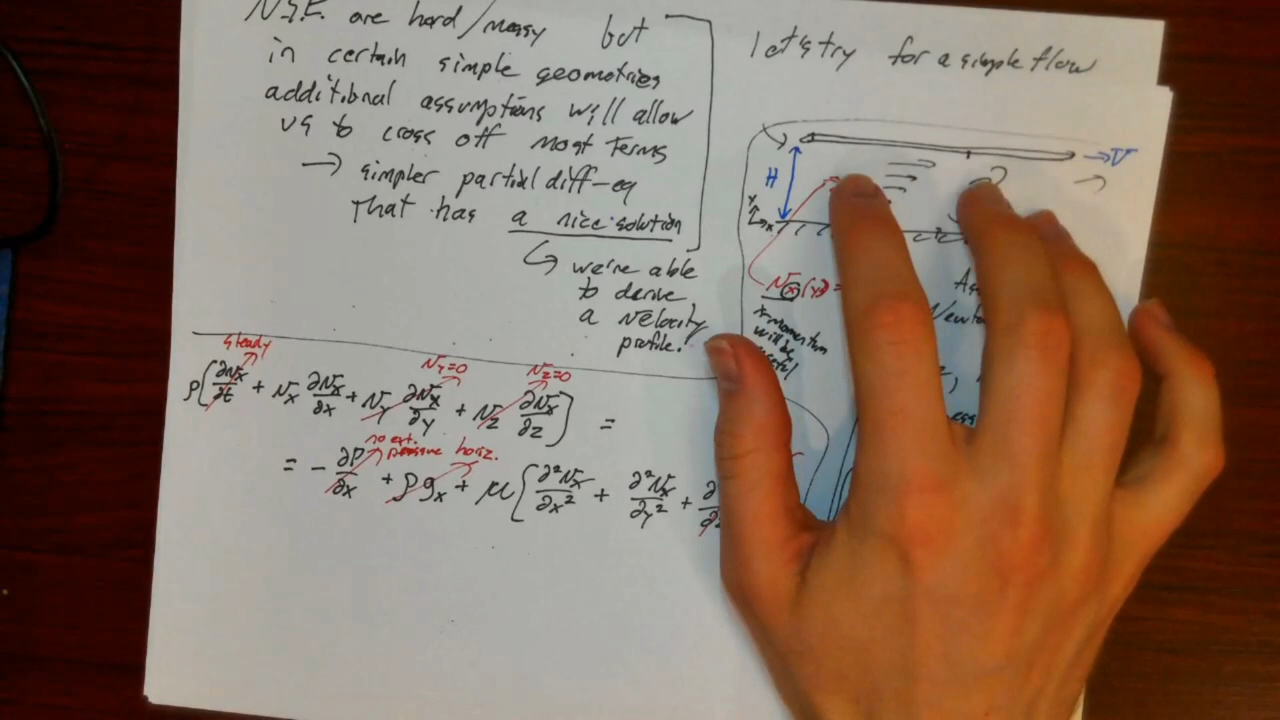 N.S.E. are hard/messy but
in certain simple geometries
additional assumptions will allow
us to cross off most terms
→ simpler partial diff-eq
That has a nice solution
↳ we're able
to derive
a velocity
profile.
Let's try for a simple flow
→ V
H
y
x
Vx(y) =
x-momentum
will be
As
Newto
steady
Vy=0
Vz=0
ρ[∂Vx/∂t + Vx ∂Vx/∂x + Vy ∂Vx/∂y + Vz ∂Vx/∂z] =
no ext.
pressure horiz.
= - ∂P/∂x + ρgx + μ[∂²Vx/∂x² + ∂²Vx/∂y² + ∂